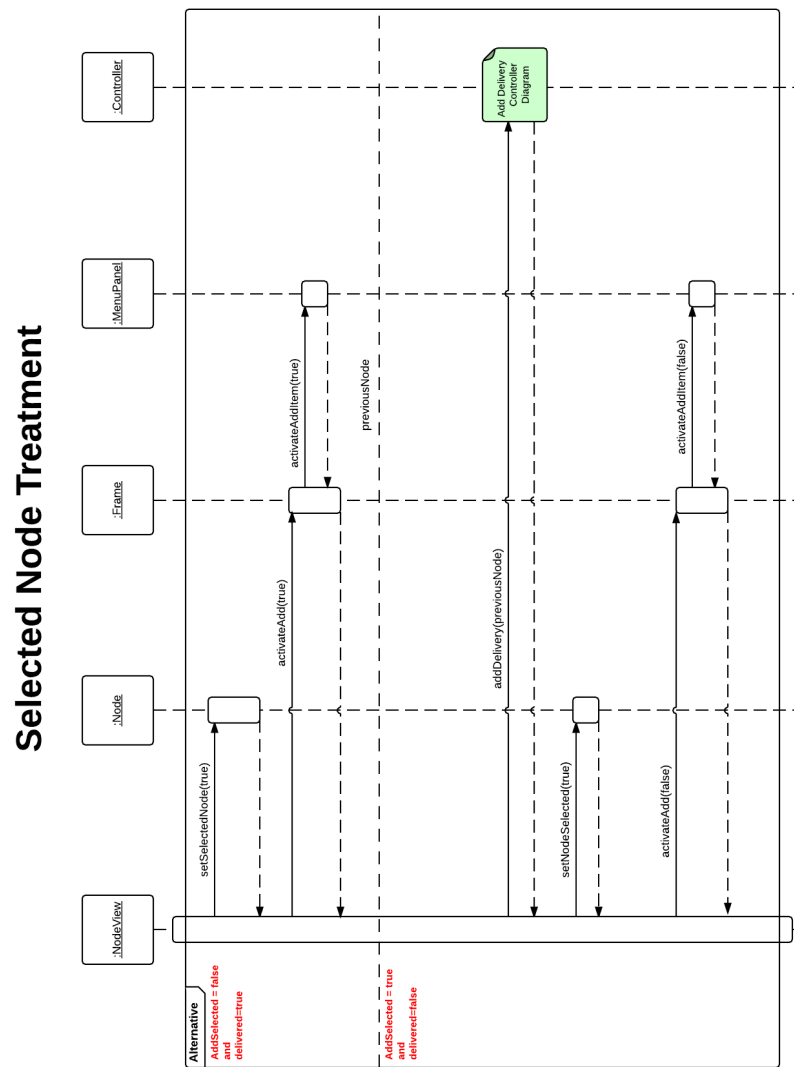 Selected Node Treatment
:NodeView
:Node
:Frame
:MenuPanel
:Controller
Alternative
AddSelected = false
and
delivered=true
setSelectedNode(true)
activateAdd(true)
activateAddItem(true)
previousNode
AddSelected = true
and
delivered=false
addDelivery(previousNode)
Add Delivery
Controller
Diagram
setNodeSelected(true)
activateAdd(false)
activateAddItem(false)